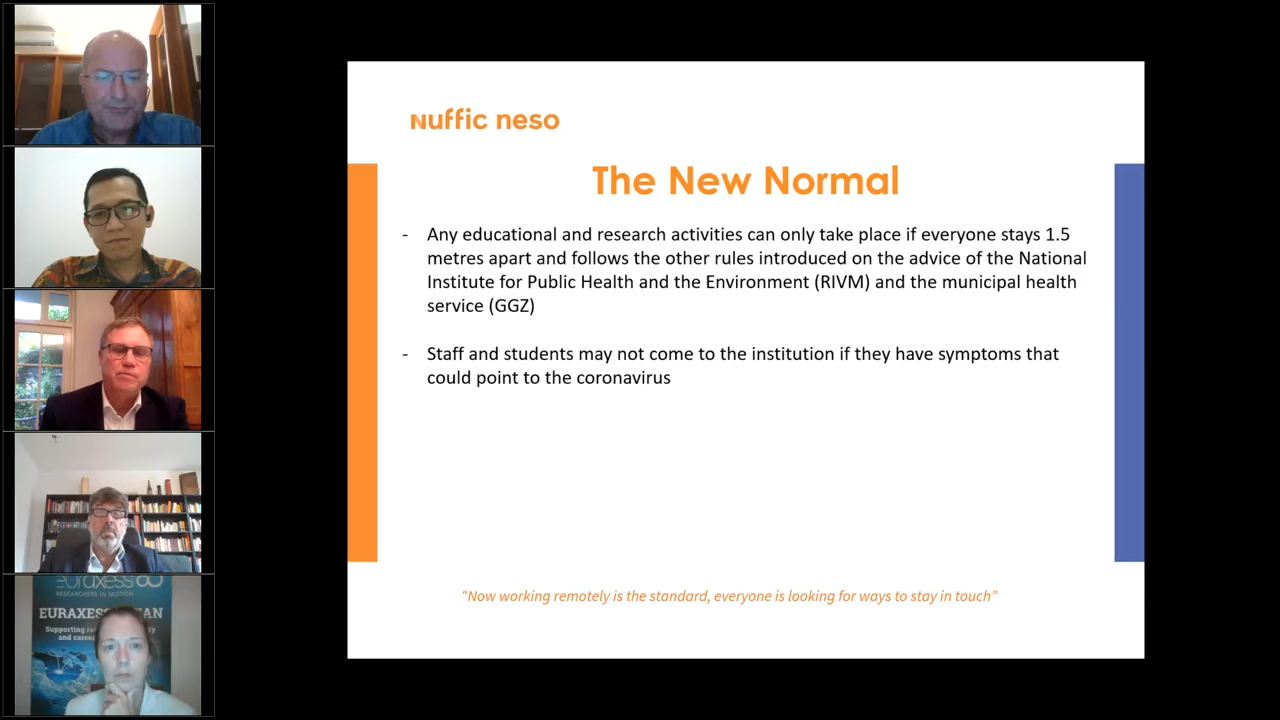 Nuffic neso
The New Normal
- Any educational and research activities can only take place if everyone stays 1.5
metres apart and follows the other rules introduced on the advice of the National
Institute for Public Health and the Environment (RIVM) and the municipal health
service (GGZ)
- Staff and students may not come to the institution if they have symptoms that
could point to the coronavirus
“Now working remotely is the standard, everyone is looking for ways to stay in touch”
euraxess
RESEARCHERS IN MOTION
EURAXESS
Supporting